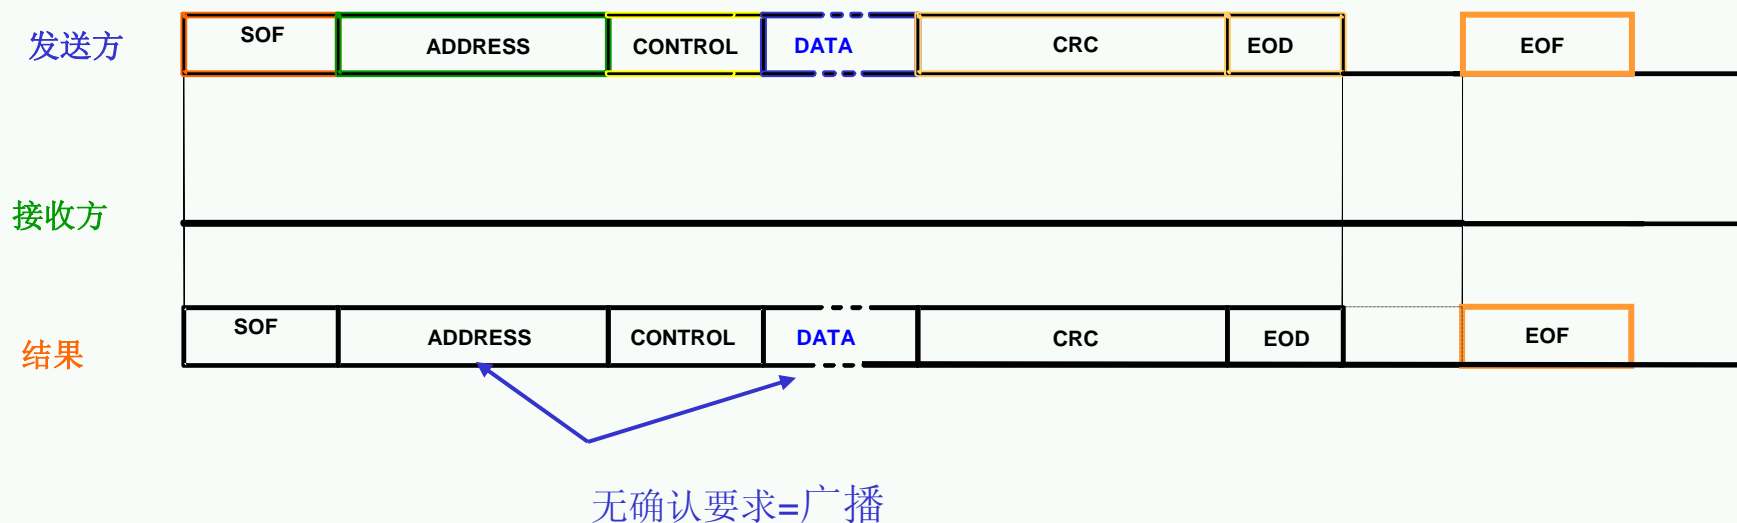 发送方 SOF ADDRESS CONTROL DATA CRC EOD EOF
接收方
结果 SOF ADDRESS CONTROL DATA CRC EOD EOF
无确认要求=广播